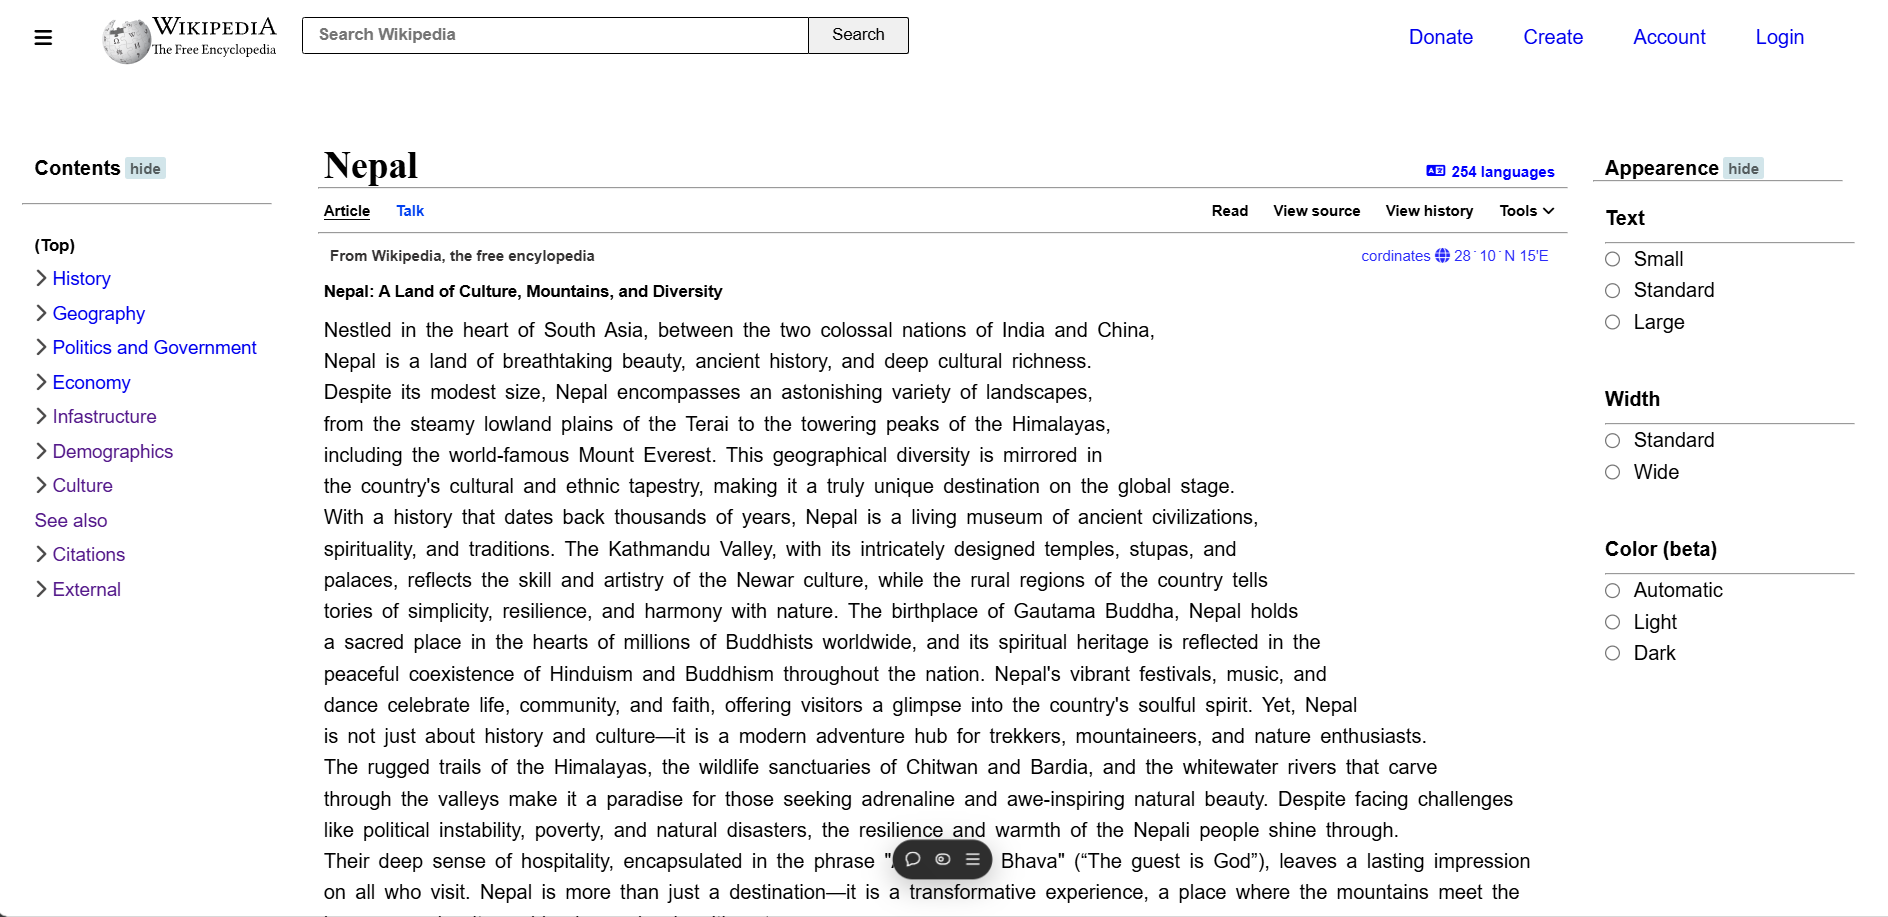 WIKIPEDIA
The Free Encyclopedia
Search Wikipedia
Search
Donate
Create
Account
Login
Contents hide
(Top)
History
Geography
Politics and Government
Economy
Infastructure
Demographics
Culture
See also
Citations
External
Nepal
254 languages
Article
Talk
Read
View source
View history
Tools
From Wikipedia, the free encylopedia
cordinates 28˙10˙N 15'E
Nepal: A Land of Culture, Mountains, and Diversity
Nestled in the heart of South Asia, between the two colossal nations of India and China,
Nepal is a land of breathtaking beauty, ancient history, and deep cultural richness.
Despite its modest size, Nepal encompasses an astonishing variety of landscapes,
from the steamy lowland plains of the Terai to the towering peaks of the Himalayas,
including the world-famous Mount Everest. This geographical diversity is mirrored in
the country's cultural and ethnic tapestry, making it a truly unique destination on the global stage.
With a history that dates back thousands of years, Nepal is a living museum of ancient civilizations,
spirituality, and traditions. The Kathmandu Valley, with its intricately designed temples, stupas, and
palaces, reflects the skill and artistry of the Newar culture, while the rural regions of the country tells
tories of simplicity, resilience, and harmony with nature. The birthplace of Gautama Buddha, Nepal holds
a sacred place in the hearts of millions of Buddhists worldwide, and its spiritual heritage is reflected in the
peaceful coexistence of Hinduism and Buddhism throughout the nation. Nepal's vibrant festivals, music, and
dance celebrate life, community, and faith, offering visitors a glimpse into the country's soulful spirit. Yet, Nepal
is not just about history and culture—it is a modern adventure hub for trekkers, mountaineers, and nature enthusiasts.
The rugged trails of the Himalayas, the wildlife sanctuaries of Chitwan and Bardia, and the whitewater rivers that carve
through the valleys make it a paradise for those seeking adrenaline and awe-inspiring natural beauty. Despite facing challenges
like political instability, poverty, and natural disasters, the resilience and warmth of the Nepali people shine through.
Their deep sense of hospitality, encapsulated in the phrase " Bhava" (“The guest is God”), leaves a lasting impression
on all who visit. Nepal is more than just a destination—it is a transformative experience, a place where the mountains meet the
Appearence hide
Text
Small
Standard
Large
Width
Standard
Wide
Color (beta)
Automatic
Light
Dark